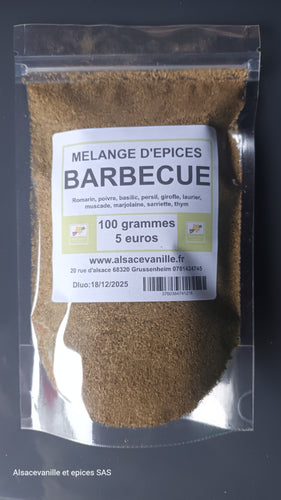 MELANGE D'EPICES
BARBECUE
Romarin, poivre, basilic, persil, girofle, laurier,
muscade, marjolaine, sarriette, thym
100 grammes
5 euros
www.alsacevanille.fr
20 rue d'alsace 68320 Grussenheim 0781424745
Dluo:18/12/2025
Alsacevanille et epices SAS